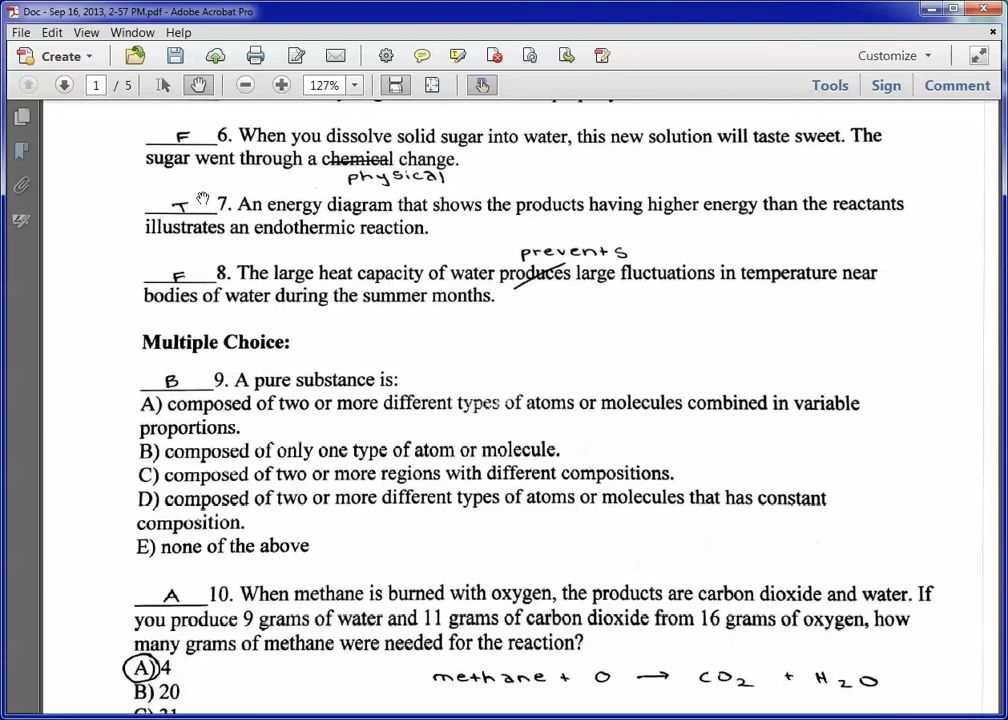 Doc - Sep 16, 2013, 2-57 PM.pdf - Adobe Acrobat Pro
File Edit View Window Help
Create Customize
1 / 5 127% Tools Sign Comment
F 6. When you dissolve solid sugar into water, this new solution will taste sweet. The
sugar went through a chemical change.
physical
T 7. An energy diagram that shows the products having higher energy than the reactants
illustrates an endothermic reaction.
prevents
F 8. The large heat capacity of water produces large fluctuations in temperature near
bodies of water during the summer months.
Multiple Choice:
B 9. A pure substance is:
A) composed of two or more different types of atoms or molecules combined in variable
proportions.
B) composed of only one type of atom or molecule.
C) composed of two or more regions with different compositions.
D) composed of two or more different types of atoms or molecules that has constant
composition.
E) none of the above
A 10. When methane is burned with oxygen, the products are carbon dioxide and water. If
you produce 9 grams of water and 11 grams of carbon dioxide from 16 grams of oxygen, how
many grams of methane were needed for the reaction?
A) 4
methane + O → CO2 + H2O
B) 20